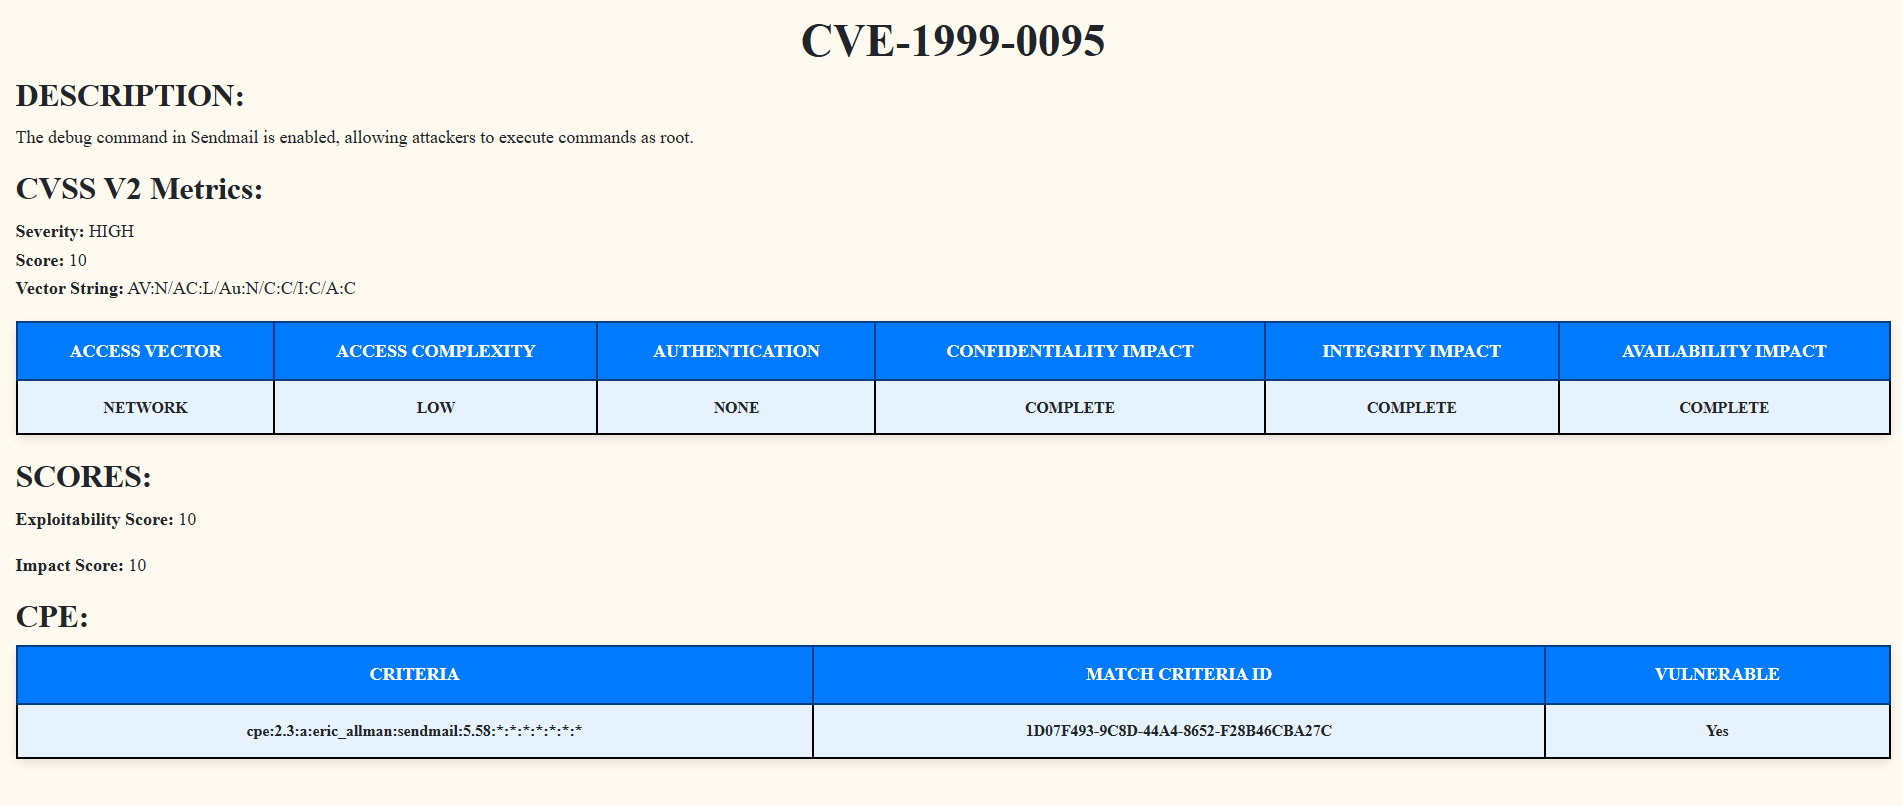 CVE-1999-0095
DESCRIPTION:
The debug command in Sendmail is enabled, allowing attackers to execute commands as root.
CVSS V2 Metrics:
Severity: HIGH
Score: 10
Vector String: AV:N/AC:L/Au:N/C:C/I:C/A:C
ACCESS VECTOR ACCESS COMPLEXITY AUTHENTICATION CONFIDENTIALITY IMPACT INTEGRITY IMPACT AVAILABILITY IMPACT
NETWORK LOW NONE COMPLETE COMPLETE COMPLETE
SCORES:
Exploitability Score: 10
Impact Score: 10
CPE:
CRITERIA MATCH CRITERIA ID VULNERABLE
cpe:2.3:a:eric_allman:sendmail:5.58:*:*:*:*:*:*:* 1D07F493-9C8D-44A4-8652-F28B46CBA27C Yes